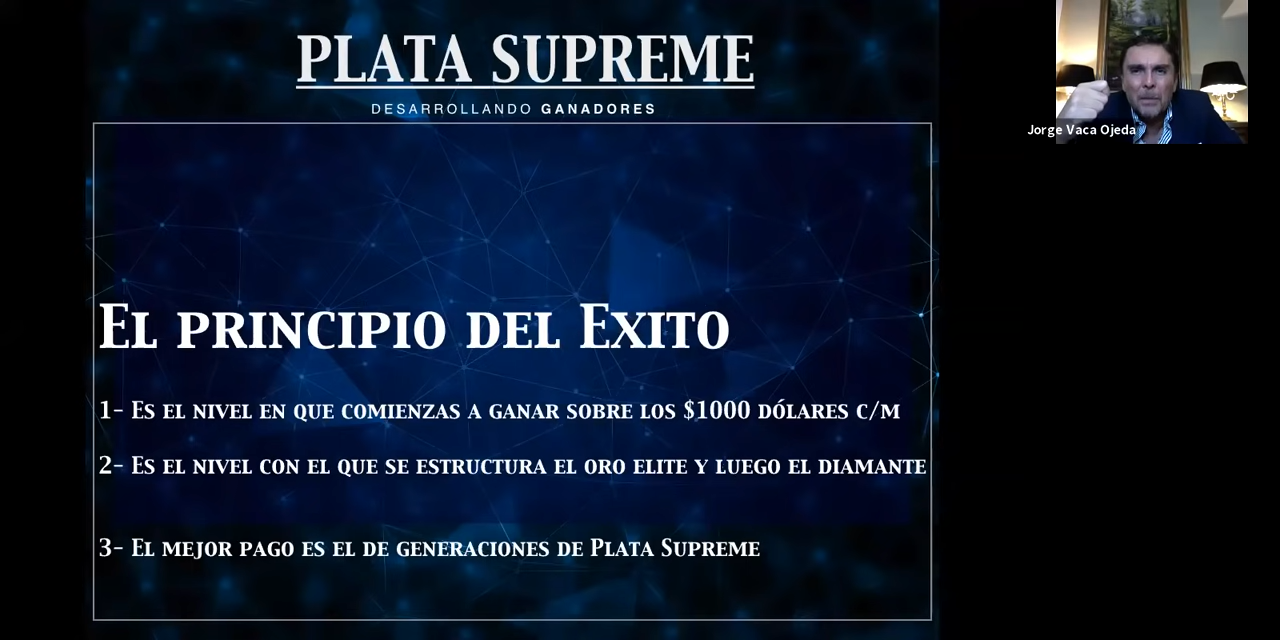 PLATA SUPREME
DESARROLLANDO GANADORES
Jorge Vaca Ojeda
EL PRINCIPIO DEL EXITO
1- ES EL NIVEL EN QUE COMIENZAS A GANAR SOBRE LOS $1000 DÓLARES C/M
2- ES EL NIVEL CON EL QUE SE ESTRUCTURA EL ORO ELITE Y LUEGO EL DIAMANTE
3- EL MEJOR PAGO ES EL DE GENERACIONES DE PLATA SUPREME